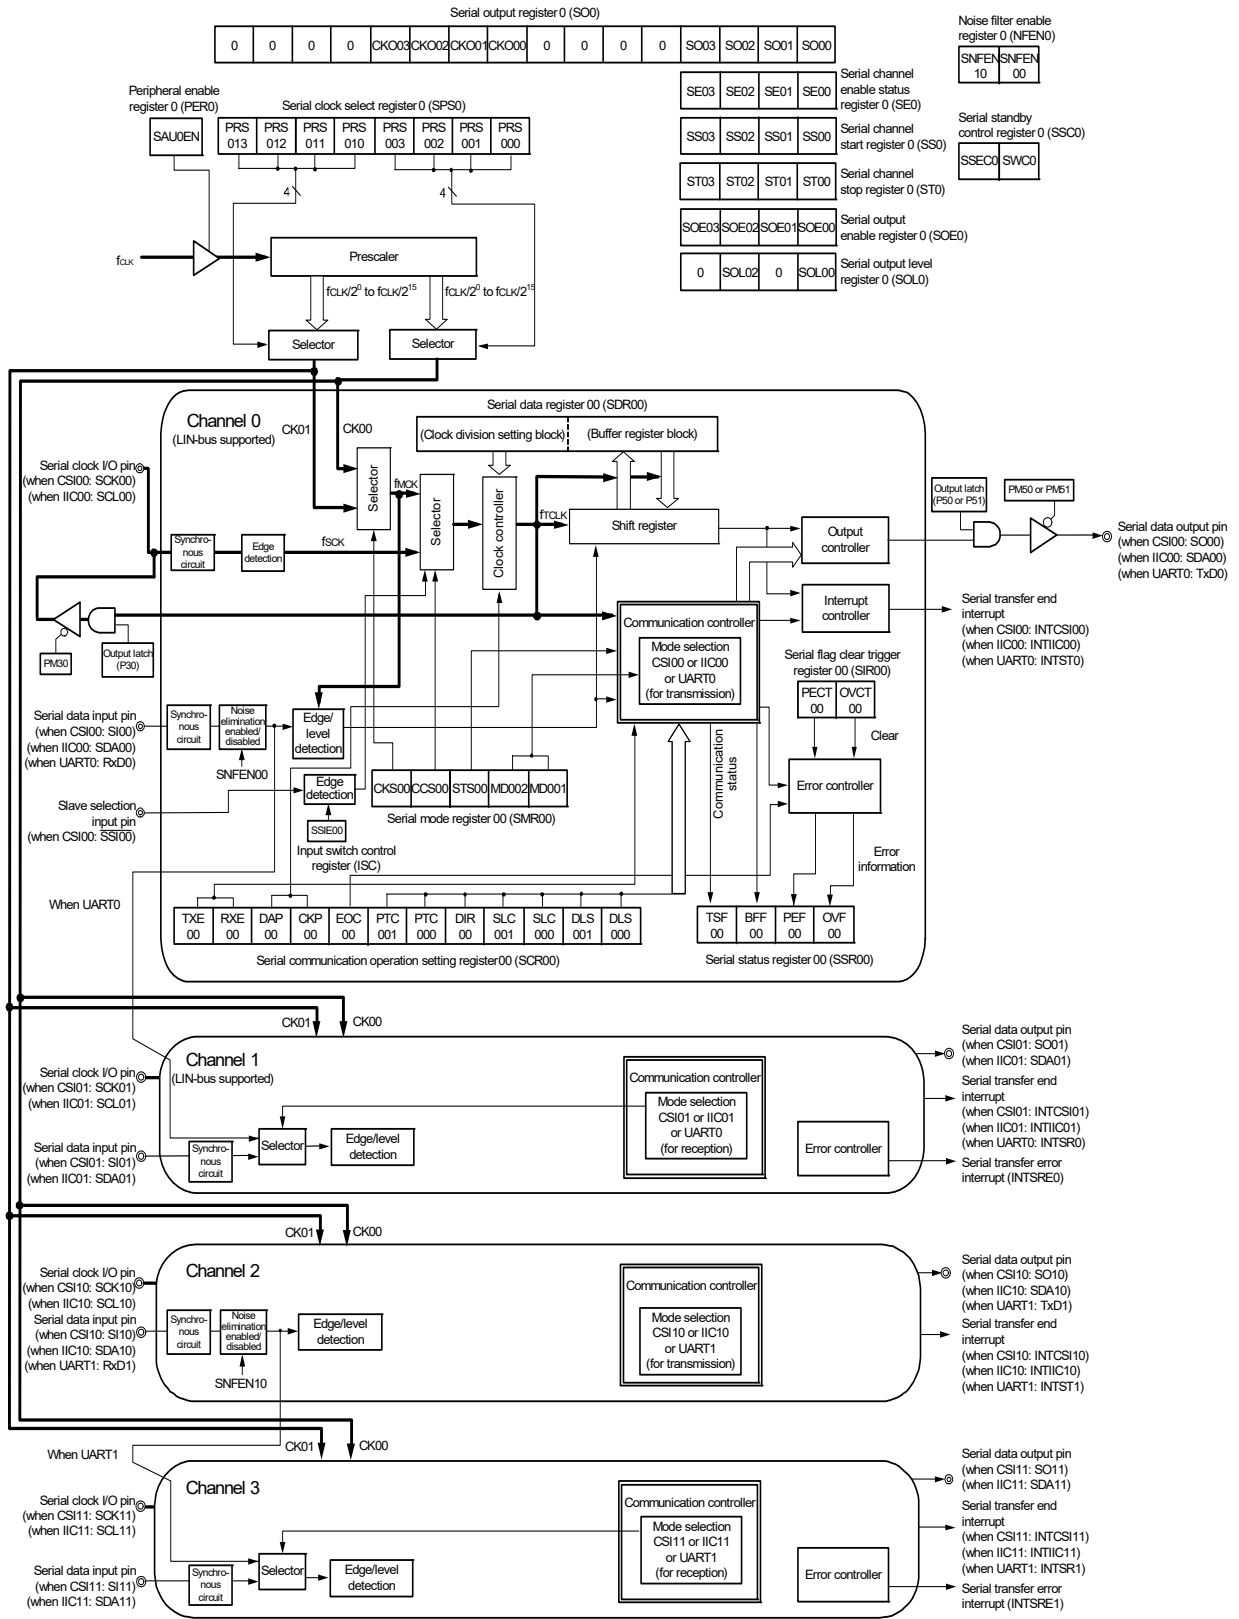 Serial output register 0 (SO0)
0 0 0 0 CKO03 CKO02 CKO01 CKO00 0 0 0 0 SO03 SO02 SO01 SO00
Noise filter enable
register 0 (NFEN0)
SNFEN SNFEN
10 00
Peripheral enable
register 0 (PER0)
SAU0EN
Serial clock select register 0 (SPS0)
PRS PRS PRS PRS PRS PRS PRS PRS
013 012 011 010 003 002 001 000
4
4
SE03 SE02 SE01 SE00
Serial channel
enable status
register 0 (SE0)
SS03 SS02 SS01 SS00
Serial channel
start register 0 (SS0)
Serial standby
control register 0 (SSC0)
SSEC0 SWC0
ST03 ST02 ST01 ST00
Serial channel
stop register 0 (ST0)
SOE03 SOE02 SOE01 SOE00
Serial output
enable register 0 (SOE0)
0 SOL02 0 SOL00
Serial output level
register 0 (SOL0)
fCLK
Prescaler
fCLK/2⁰ to fCLK/2¹⁵
fCLK/2⁰ to fCLK/2¹⁵
Selector
Selector
Channel 0
(LIN-bus supported)
CK01
CK00
Serial data register 00 (SDR00)
(Clock division setting block)
(Buffer register block)
Serial clock I/O pin
(when CSI00: SCK00)
(when IIC00: SCL00)
Selector
fMCK
Selector
Clock controller
fTCLK
Shift register
Output latch
(P50 or P51)
PM50 or PM51
Output
controller
Serial data output pin
(when CSI00: SO00)
(when IIC00: SDA00)
(when UART0: TxD0)
Synchro-
nous
circuit
Edge
detection
fSCK
PM30
Output latch
(P30)
Communication controller
Mode selection
CSI00 or IIC00
or UART0
(for transmission)
Interrupt
controller
Serial transfer end
interrupt
(when CSI00: INTCSI00)
(when IIC00: INTIIC00)
(when UART0: INTST0)
Serial flag clear trigger
register 00 (SIR00)
PECT OVCT
00 00
Clear
Serial data input pin
(when CSI00: SI00)
(when IIC00: SDA00)
(when UART0: RxD0)
Synchro-
nous
circuit
Noise
elimination
enabled/
disabled
SNFEN00
Edge/
level
detection
Communication
status
Error controller
Slave selection
input pin
(when CSI00: SSI00)
Edge
detection
SSIE00
Input switch control
register (ISC)
CKS00 CCS00 STS00 MD002 MD001
Serial mode register 00 (SMR00)
Error
information
When UART0
TXE RXE DAP CKP EOC PTC PTC DIR SLC SLC DLS DLS
00 00 00 00 00 001 000 00 001 000 001 000
Serial communication operation setting register 00 (SCR00)
TSF BFF PEF OVF
00 00 00 00
Serial status register 00 (SSR00)
CK01
CK00
Channel 1
(LIN-bus supported)
Serial clock I/O pin
(when CSI01: SCK01)
(when IIC01: SCL01)
Serial data input pin
(when CSI01: SI01)
(when IIC01: SDA01)
Synchro-
nous
circuit
Selector
Edge/level
detection
Communication controller
Mode selection
CSI01 or IIC01
or UART0
(for reception)
Error controller
Serial data output pin
(when CSI01: SO01)
(when IIC01: SDA01)
Serial transfer end
interrupt
(when CSI01: INTCSI01)
(when IIC01: INTIIC01)
(when UART0: INTSR0)
Serial transfer error
interrupt (INTSRE0)
CK01
CK00
Channel 2
Serial clock I/O pin
(when CSI10: SCK10)
(when IIC10: SCL10)
Serial data input pin
(when CSI10: SI10)
(when IIC10: SDA10)
(when UART1: RxD1)
Synchro-
nous
circuit
Noise
elimination
enabled/
disabled
SNFEN10
Edge/level
detection
Communication controller
Mode selection
CSI10 or IIC10
or UART1
(for transmission)
Serial data output pin
(when CSI10: SO10)
(when IIC10: SDA10)
(when UART1: TxD1)
Serial transfer end
interrupt
(when CSI10: INTCSI10)
(when IIC10: INTIIC10)
(when UART1: INTST1)
When UART1
CK01
CK00
Channel 3
Serial clock I/O pin
(when CSI11: SCK11)
(when IIC11: SCL11)
Serial data input pin
(when CSI11: SI11)
(when IIC11: SDA11)
Synchro-
nous
circuit
Selector
Edge/level
detection
Communication controller
Mode selection
CSI11 or IIC11
or UART1
(for reception)
Error controller
Serial data output pin
(when CSI11: SO11)
(when IIC11: SDA11)
Serial transfer end
interrupt
(when CSI11: INTCSI11)
(when IIC11: INTIIC11)
(when UART1: INTSR1)
Serial transfer error
interrupt (INTSRE1)